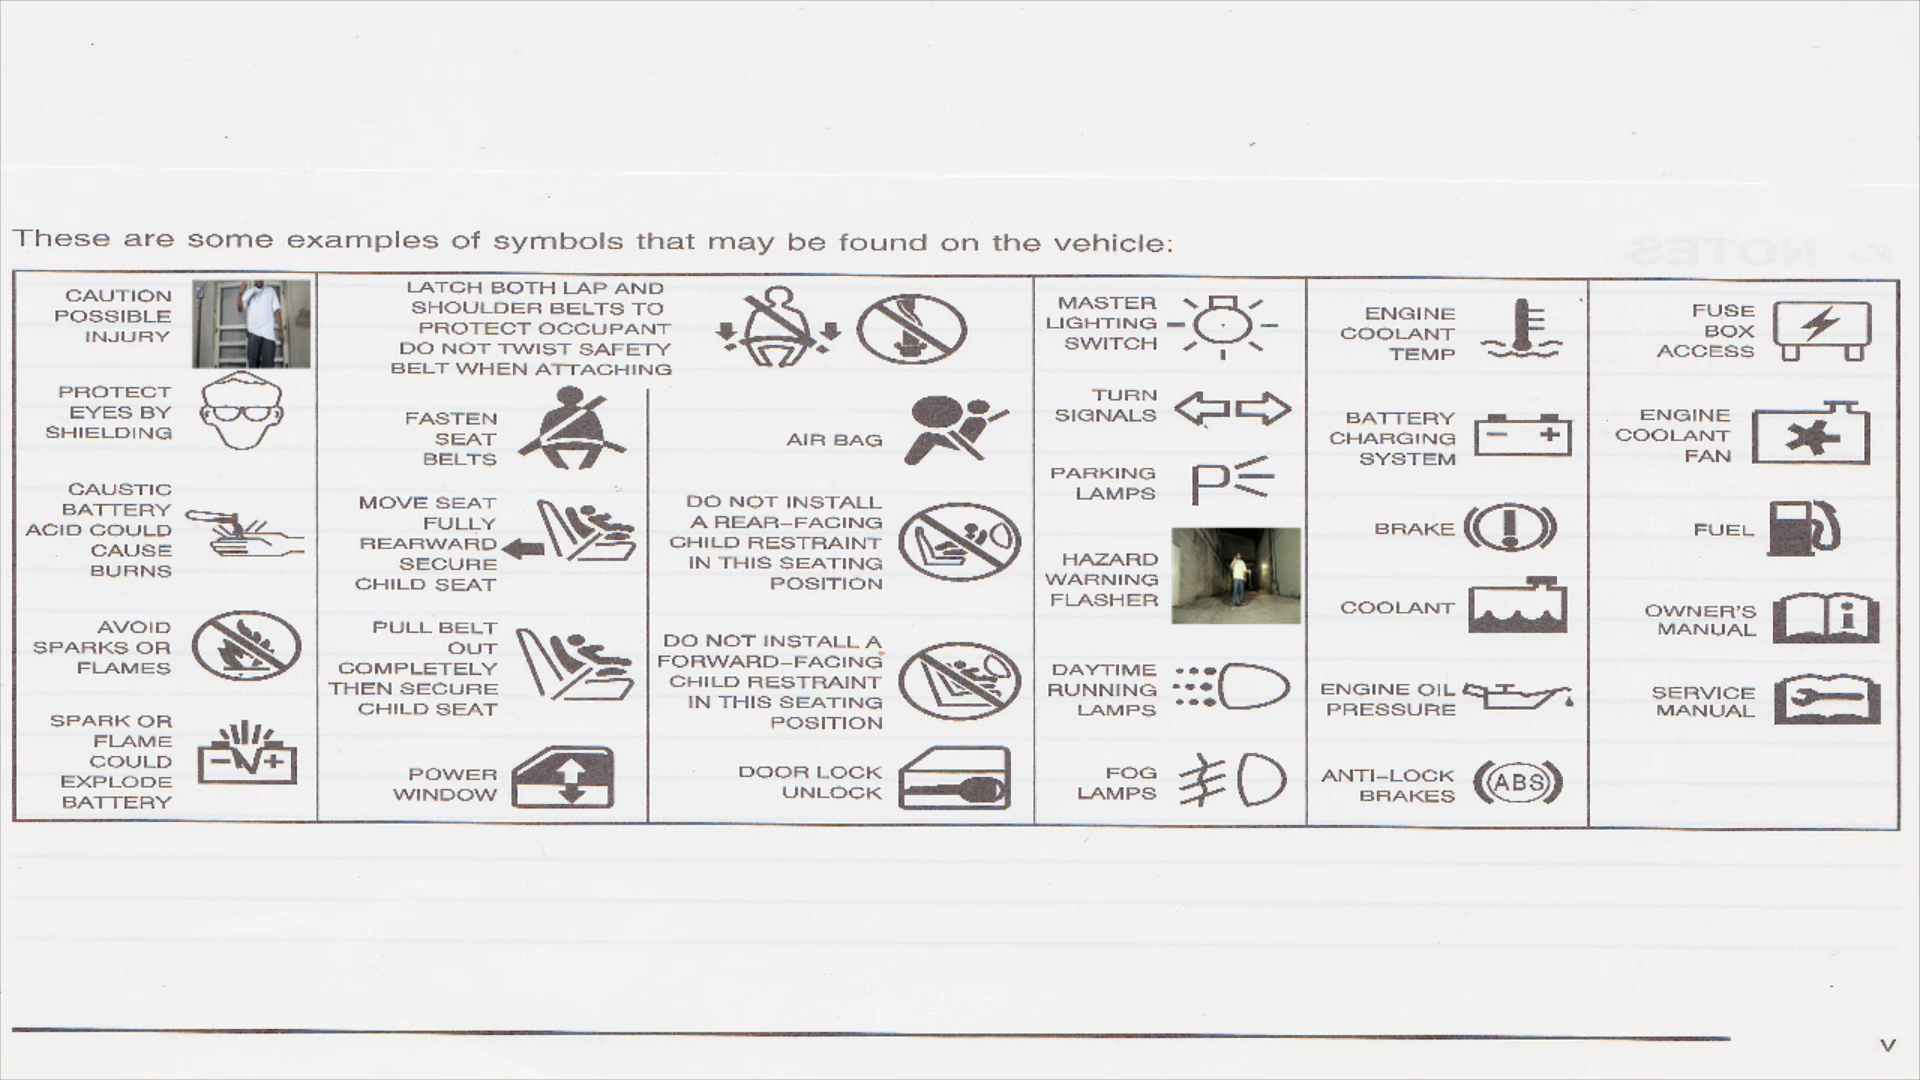 These are some examples of symbols that may be found on the vehicle:
CAUTION
POSSIBLE
INJURY
PROTECT
EYES BY
SHIELDING
CAUSTIC
BATTERY
ACID COULD
CAUSE
BURNS
AVOID
SPARKS OR
FLAMES
SPARK OR
FLAME
COULD
EXPLODE
BATTERY
LATCH BOTH LAP AND
SHOULDER BELTS TO
PROTECT OCCUPANT
DO NOT TWIST SAFETY
BELT WHEN ATTACHING
FASTEN
SEAT
BELTS
MOVE SEAT
FULLY
REARWARD
SECURE
CHILD SEAT
PULL BELT
OUT
COMPLETELY
THEN SECURE
CHILD SEAT
POWER
WINDOW
AIR BAG
DO NOT INSTALL
A REAR–FACING
CHILD RESTRAINT
IN THIS SEATING
POSITION
DO NOT INSTALL A
FORWARD–FACING
CHILD RESTRAINT
IN THIS SEATING
POSITION
DOOR LOCK
UNLOCK
MASTER
LIGHTING
SWITCH
TURN
SIGNALS
PARKING
LAMPS
P
HAZARD
WARNING
FLASHER
DAYTIME
RUNNING
LAMPS
FOG
LAMPS
ENGINE
COOLANT
TEMP
BATTERY
CHARGING
SYSTEM
BRAKE
COOLANT
ENGINE OIL
PRESSURE
ANTI–LOCK
BRAKES
ABS
FUSE
BOX
ACCESS
ENGINE
COOLANT
FAN
FUEL
OWNER'S
MANUAL
SERVICE
MANUAL
NOTES
v